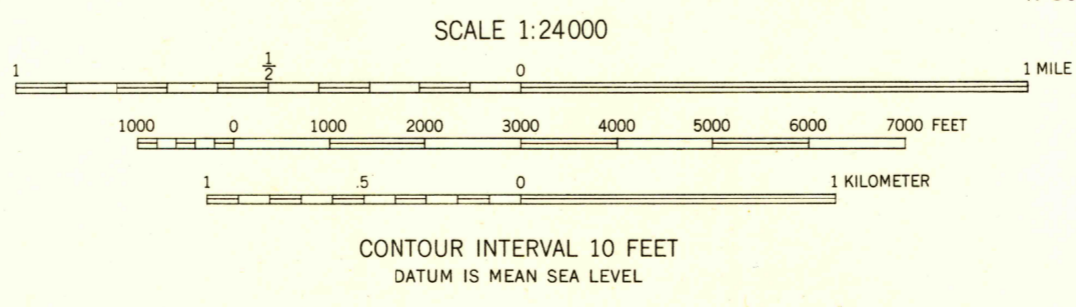 SCALE 1:24000
1 1/2 0 1 MILE
1000 0 1000 2000 3000 4000 5000 6000 7000 FEET
1 .5 0 1 KILOMETER
CONTOUR INTERVAL 10 FEET
DATUM IS MEAN SEA LEVEL